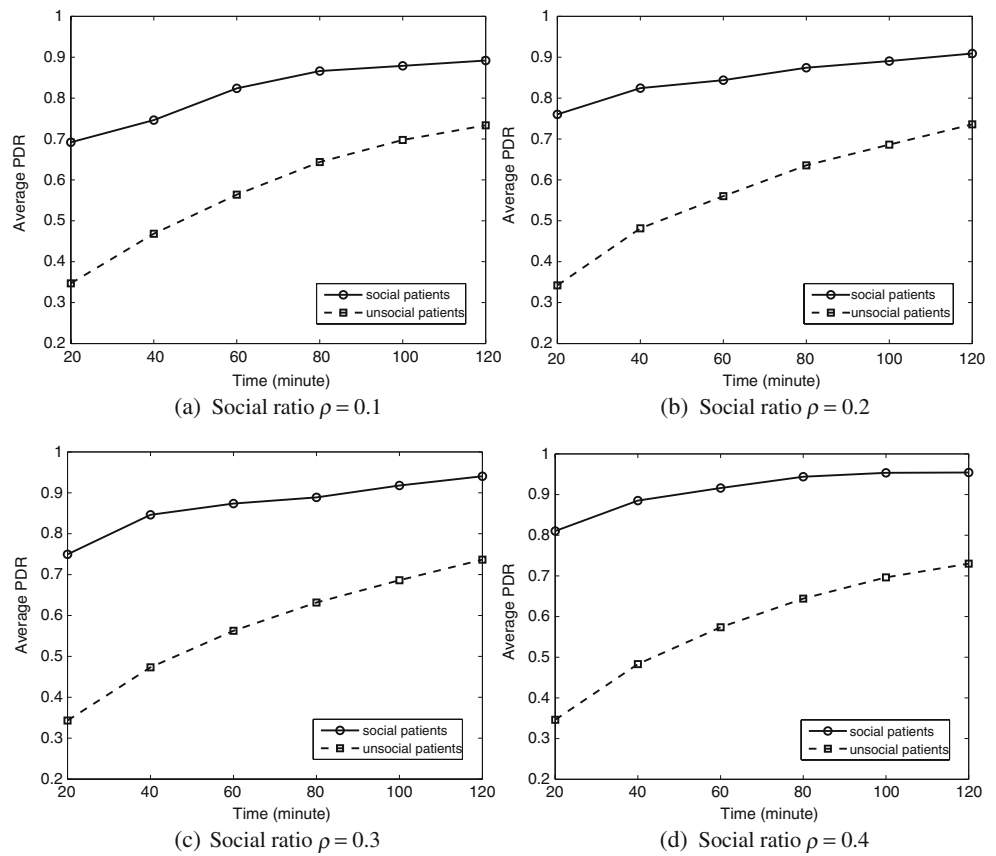 1
0.9
0.8
0.7
0.6
0.5
0.4
0.3
0.2
Average PDR
social patients
unsocial patients
20 40 60 80 100 120
Time (minute)
(a) Social ratio ρ = 0.1
1
0.9
0.8
0.7
0.6
0.5
0.4
0.3
0.2
Average PDR
social patients
unsocial patients
20 40 60 80 100 120
Time (minute)
(b) Social ratio ρ = 0.2
1
0.9
0.8
0.7
0.6
0.5
0.4
0.3
0.2
Average PDR
social patients
unsocial patients
20 40 60 80 100 120
Time (minute)
(c) Social ratio ρ = 0.3
1
0.9
0.8
0.7
0.6
0.5
0.4
0.3
0.2
Average PDR
social patients
unsocial patients
20 40 60 80 100 120
Time (minute)
(d) Social ratio ρ = 0.4